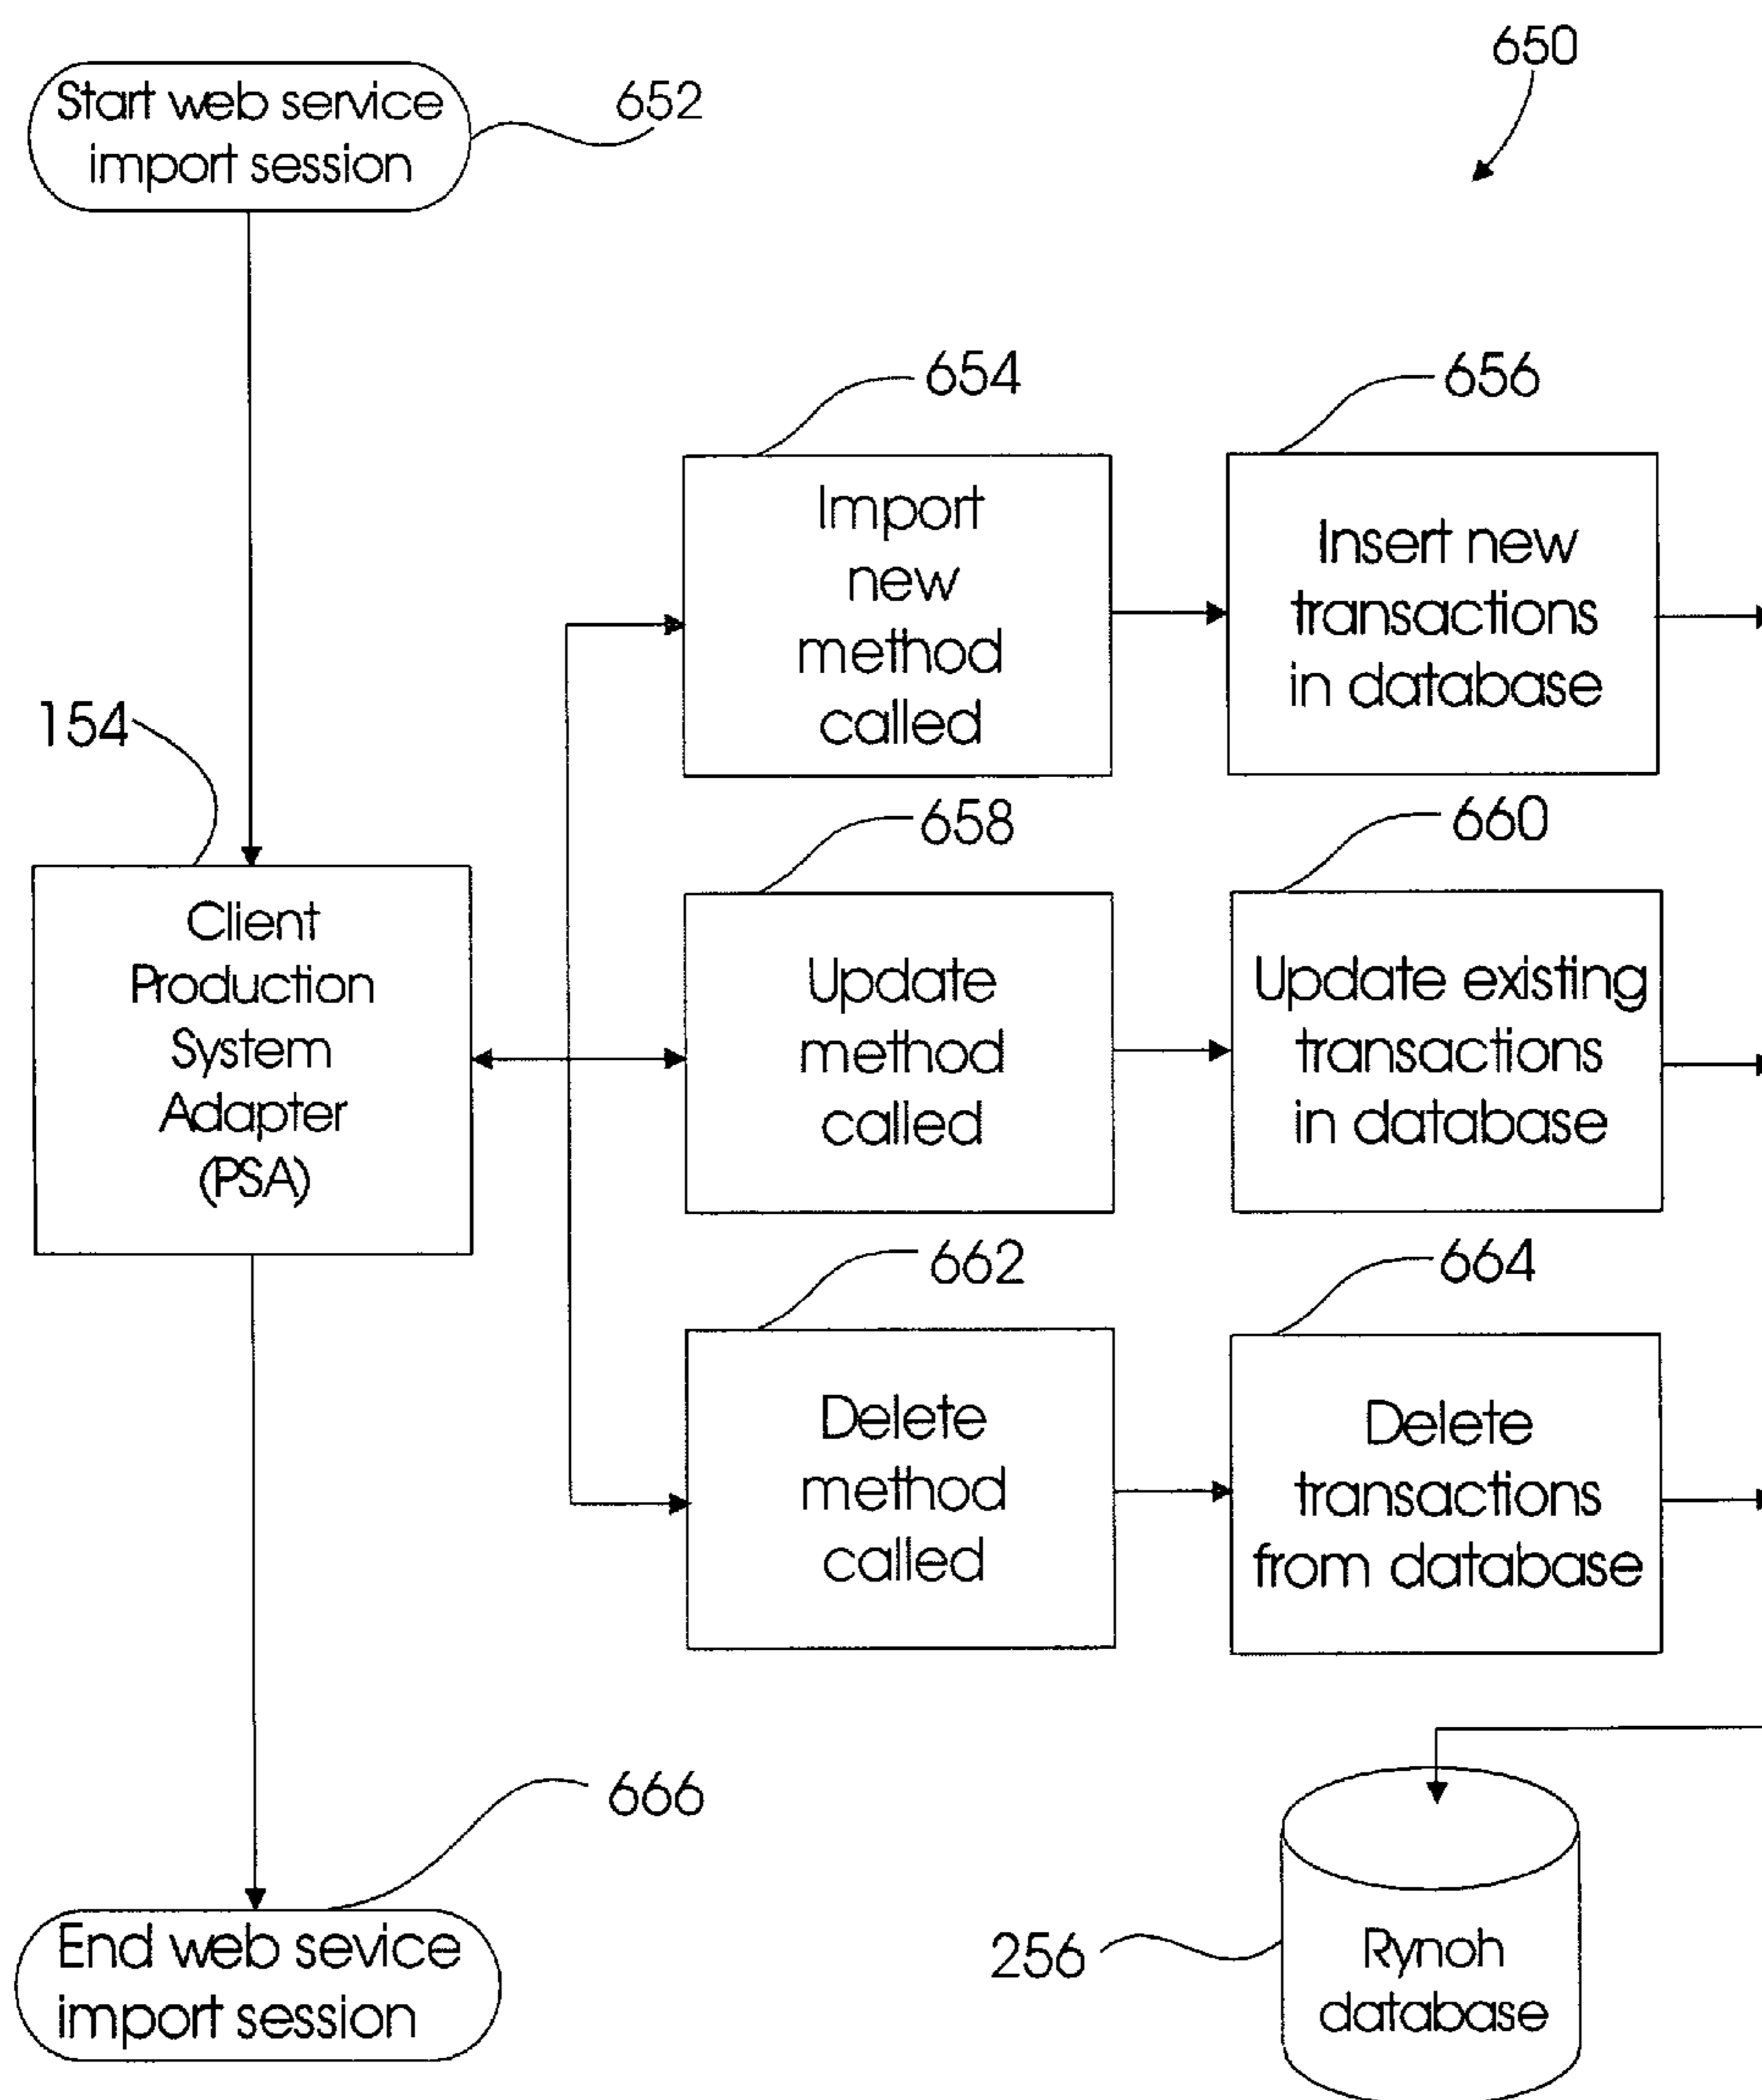 650
Start web service
import session
652
654
Import
new
method
called
656
Insert new
transactions
in database
154
Client
Production
System
Adapter
(PSA)
658
Update
method
called
660
Update existing
transactions
in database
662
Delete
method
called
664
Delete
transactions
from database
666
End web sevice
import session
256
Rynoh
database